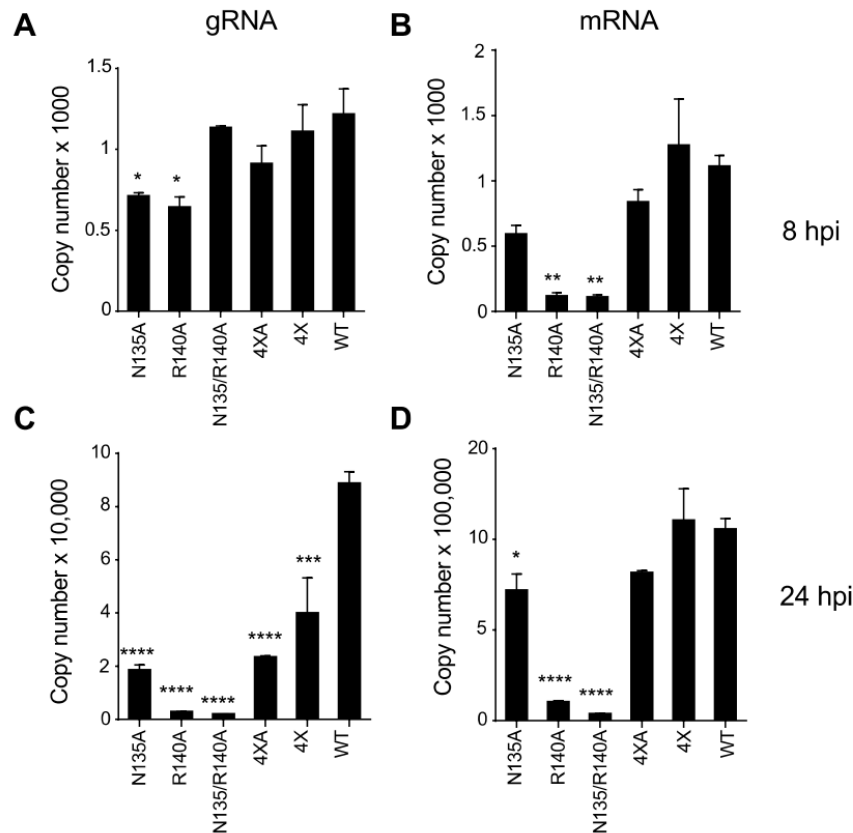 A
gRNA
B
mRNA
Copy number x 1000
1.5
1
0.5
0
*
*
N135A
R140A
N135/R140A
4XA
4X
WT
Copy number x 1000
2
1.5
1
0.5
0
**
**
N135A
R140A
N135/R140A
4XA
4X
WT
8 hpi
C
Copy number x 10,000
10
8
6
4
2
0
****
****
****
****
***
N135A
R140A
N135/R140A
4XA
4X
WT
D
Copy number x 100,000
20
10
5
0
*
****
****
N135A
R140A
N135/R140A
4XA
4X
WT
24 hpi